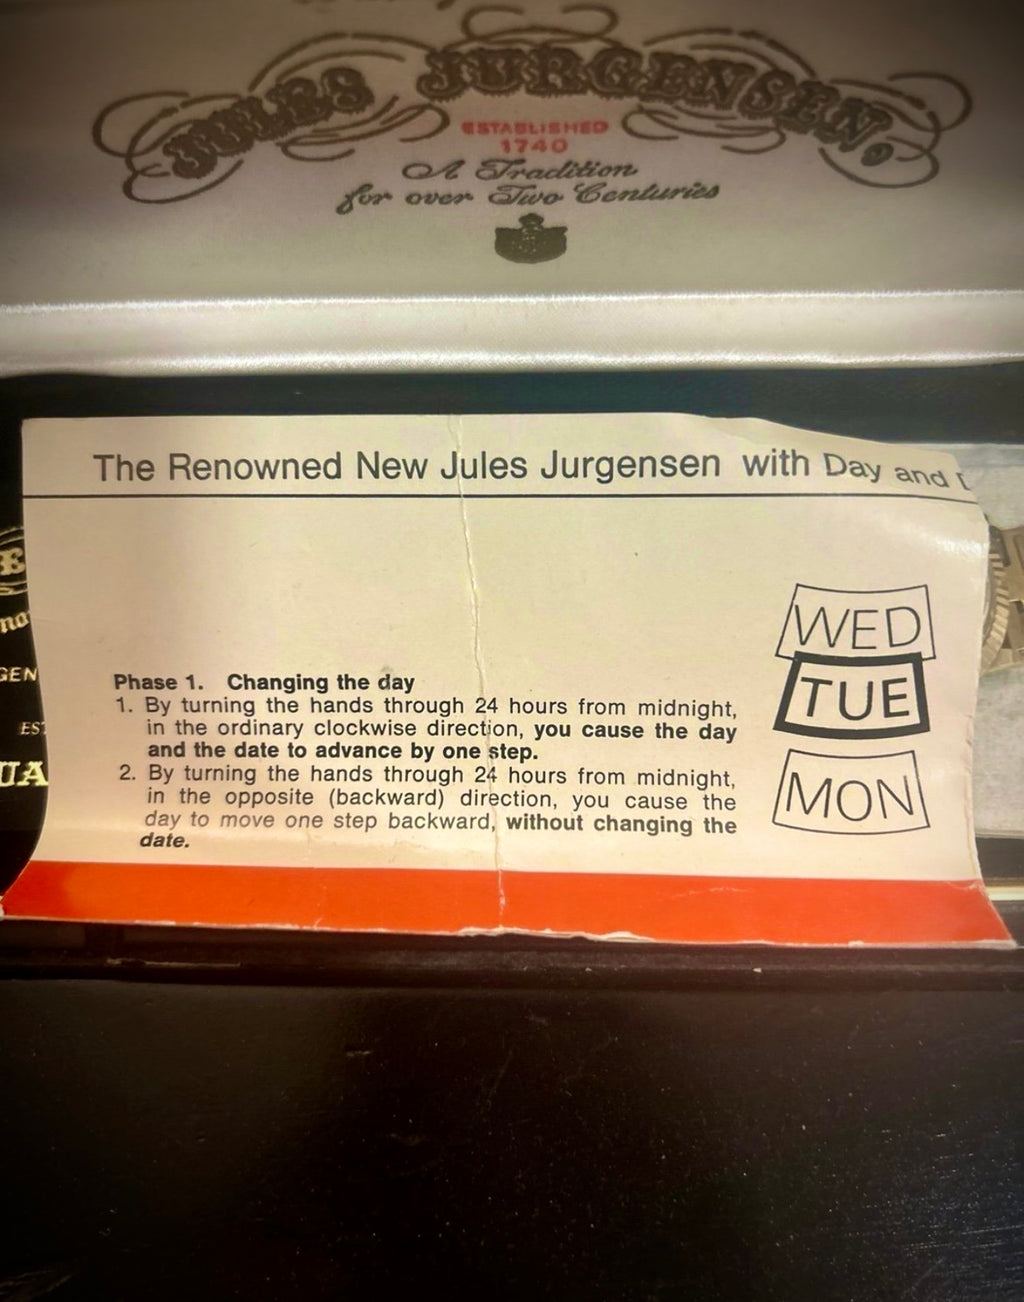 JULES JURGENSEN.
ESTABLISHED
1740
A Tradition
for over Two Centuries
The Renowned New Jules Jurgensen with Day and
WED
TUE
MON
Phase 1. Changing the day
1. By turning the hands through 24 hours from midnight,
in the ordinary clockwise direction, you cause the day
and the date to advance by one step.
2. By turning the hands through 24 hours from midnight,
in the opposite (backward) direction, you cause the
day to move one step backward, without changing the
date.
E
no
GEN
EST
UA